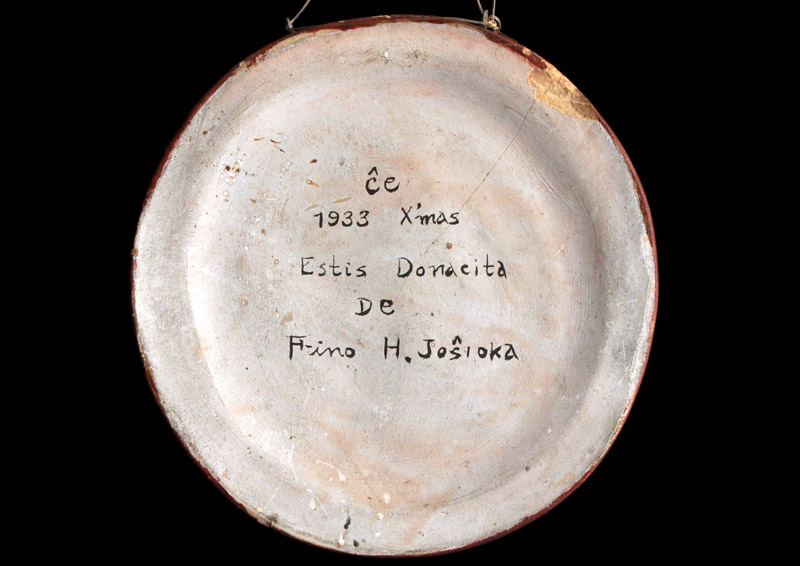 ĉe
1933 X'mas
Estis Donacita
De
F-ino H. Joŝioka